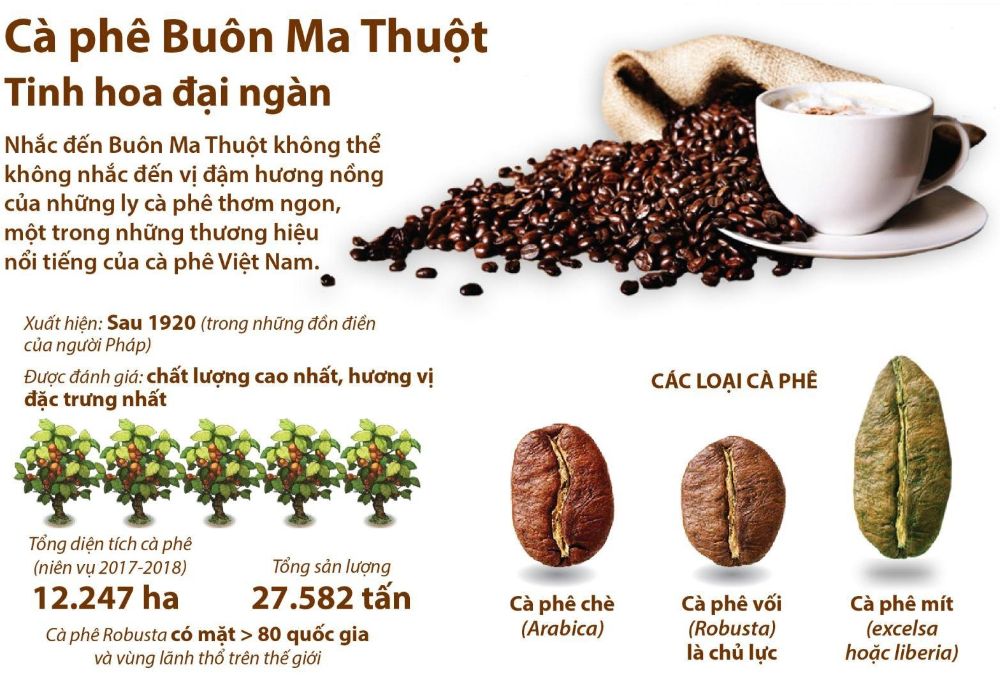 Cà phê Buôn Ma Thuột
Tinh hoa đại ngàn
Nhắc đến Buôn Ma Thuột không thể
không nhắc đến vị đậm hương nồng
của những ly cà phê thơm ngon,
một trong những thương hiệu
nổi tiếng của cà phê Việt Nam.
Xuất hiện: Sau 1920 (trong những đồn điền
của người Pháp)
Được đánh giá: chất lượng cao nhất, hương vị
đặc trưng nhất
Tổng diện tích cà phê
(niên vụ 2017-2018)
12.247 ha
Tổng sản lượng
27.582 tấn
Cà phê Robusta có mặt > 80 quốc gia
và vùng lãnh thổ trên thế giới
CÁC LOẠI CÀ PHÊ
Cà phê chè
(Arabica)
Cà phê vối
(Robusta)
là chủ lực
Cà phê mít
(excelsa
hoặc liberia)